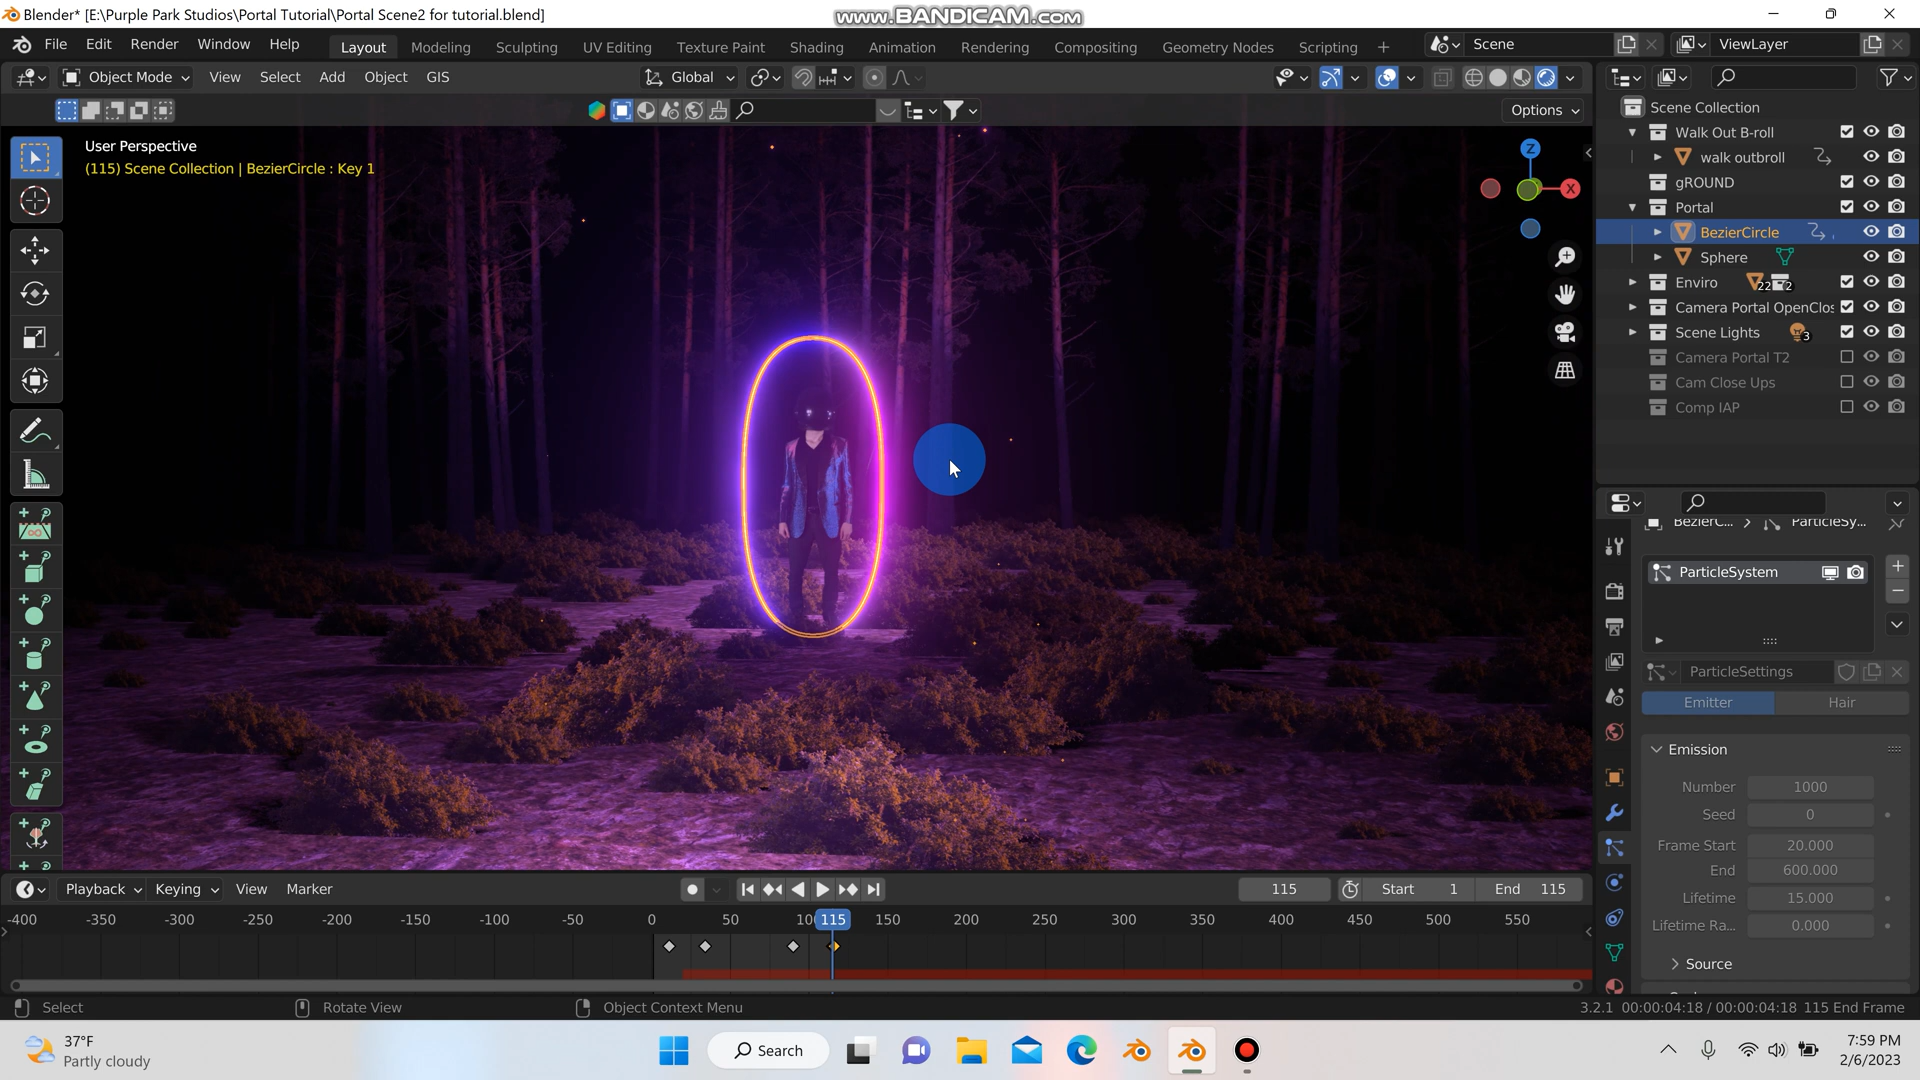 Blender* [E:\Purple Park Studios\Portal Tutorial\Portal Scene2 for tutorial.blend]
www.BANDICAM.com
File Edit Render Window Help Layout Modeling Sculpting UV Editing Texture Paint Shading Animation Rendering Compositing Geometry Nodes Scripting + Scene ViewLayer
Object Mode View Select Add Object GIS Global
Options
User Perspective
(115) Scene Collection | BezierCircle : Key 1
Z
X
Scene Collection
Walk Out B-roll
walk outbroll
gROUND
Portal
BezierCircle
Sphere
Enviro 22 2
Camera Portal OpenClos
Scene Lights 3
Camera Portal T2
Cam Close Ups
Comp IAP
BezierC... > ParticleSy...
ParticleSystem
ParticleSettings
Emitter Hair
Emission
Number 1000
Seed 0
Frame Start 20.000
End 600.000
Lifetime 15.000
Lifetime Ra... 0.000
Source
Playback Keying View Marker 115 Start 1 End 115
-400 -350 -300 -250 -200 -150 -100 -50 0 50 10 115 150 200 250 300 350 400 450 500 550
Select Rotate View Object Context Menu 3.2.1 00:00:04:18 / 00:00:04:18 115 End Frame
37°F
Partly cloudy
Search
7:59 PM
2/6/2023